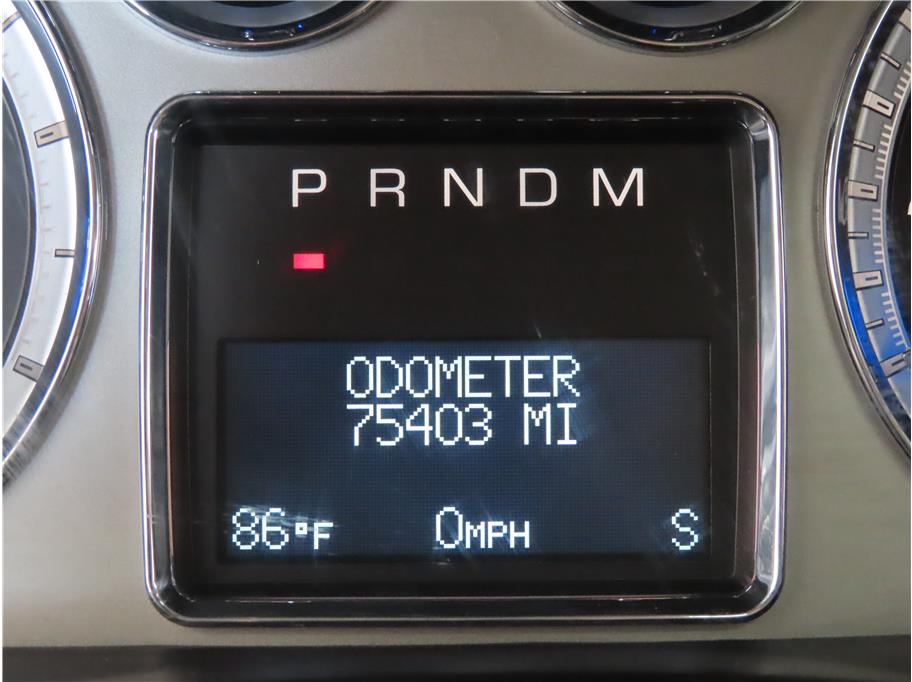 P R N D M
ODOMETER
75403 MI
86°F 0MPH S